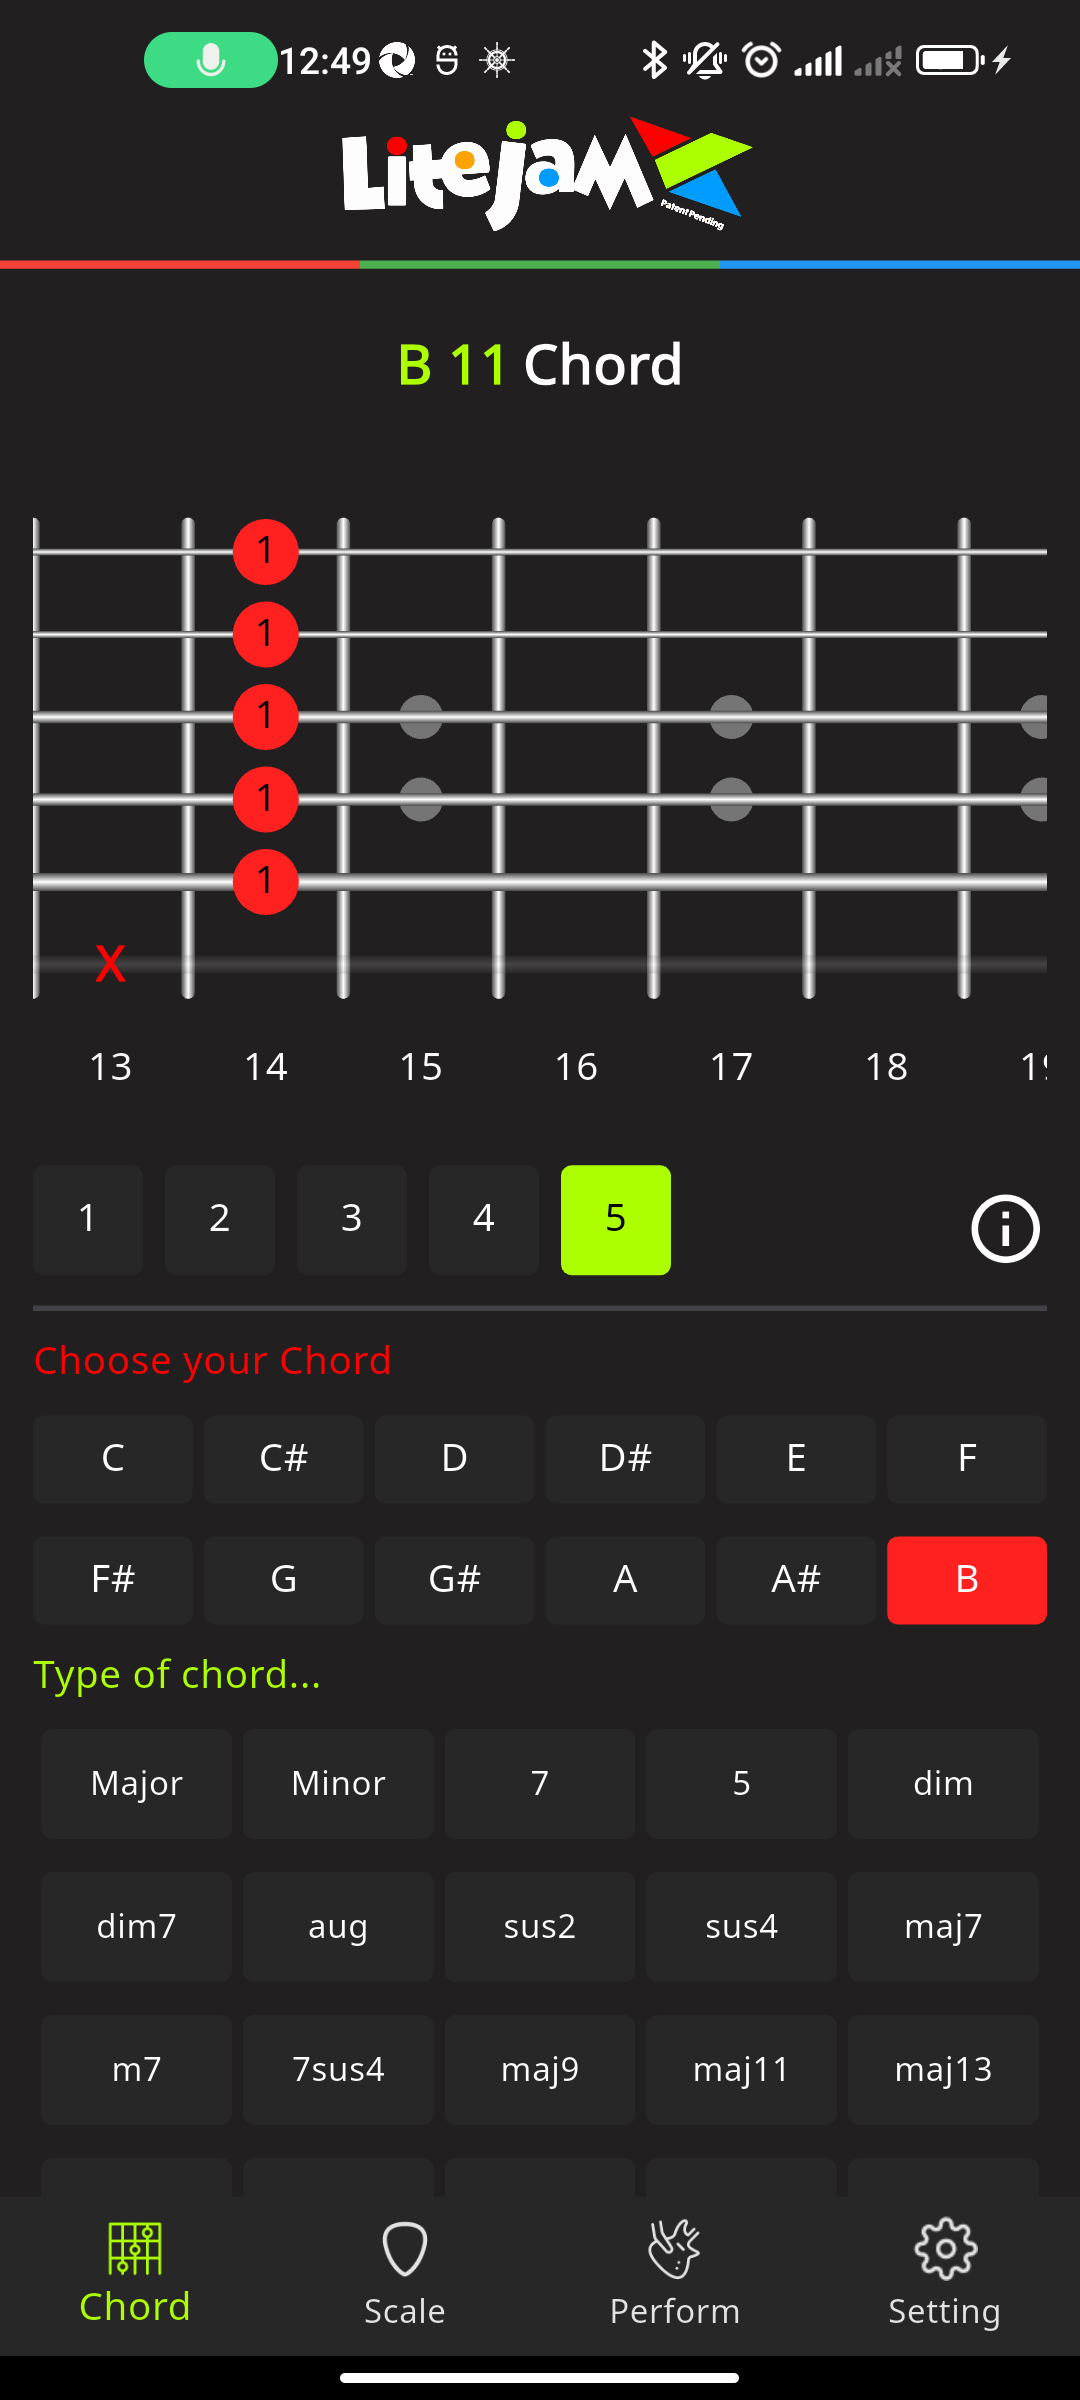 12:49
Litejam
Patent Pending
B 11 Chord
1
1
1
1
1
X
13 14 15 16 17 18 19
1 2 3 4 5
Choose your Chord
C C# D D# E F
F# G G# A A# B
Type of chord...
Major Minor 7 5 dim
dim7 aug sus2 sus4 maj7
m7 7sus4 maj9 maj11 maj13
Chord Scale Perform Setting